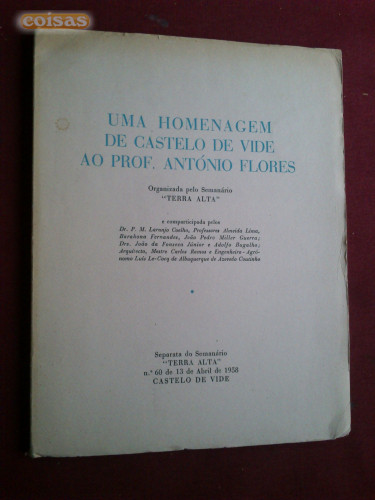 coisas
UMA HOMENAGEM
DE CASTELO DE VIDE
AO PROF. ANTÓNIO FLORES
Organizada pelo Semanário
"TERRA ALTA"
e comparticipada pelos
Dr. P. M. Laranjo Coelho, Professores Almeida Lima,
Barahona Fernandes, João Pedro Miller Guerra;
Drs. João da Fonseca Júnior e Adolfo Bugalho;
Arquitecto, Mestre Carlos Ramos e Engenheiro-Agró-
nomo Luís Le-Cocq de Albuquerque de Azevedo Coutinho
Separata do Semanário
"TERRA ALTA"
n.º 60 de 13 de Abril de 1958
CASTELO DE VIDE